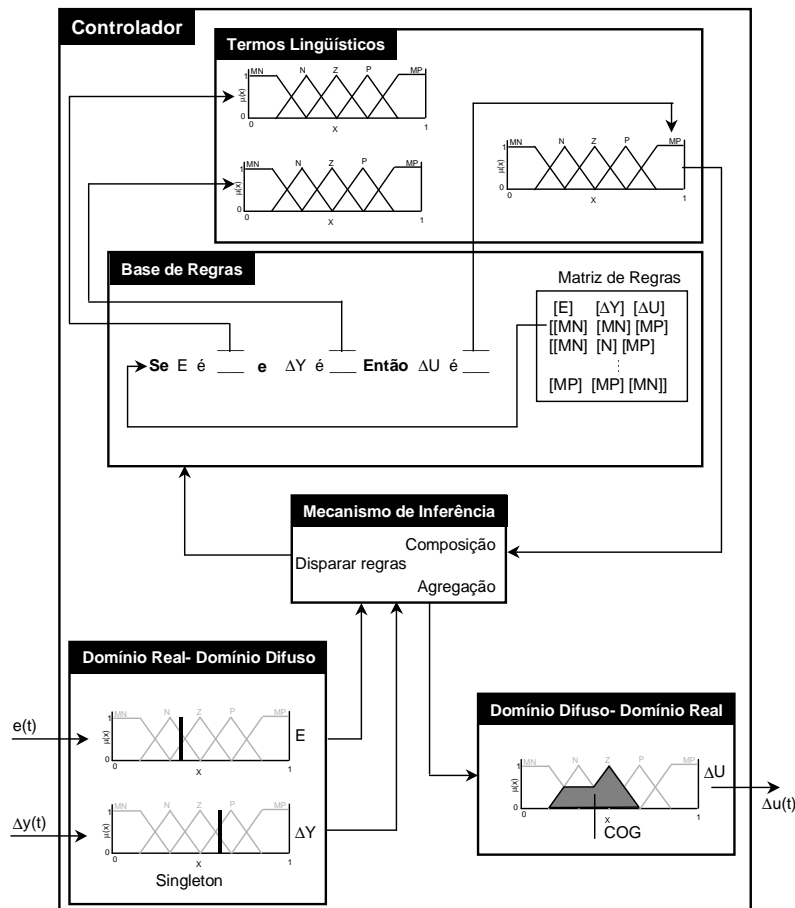 Controlador
Termos Lingüísticos
MN N Z P MP
1
μ(x)
0
0 X 1
MN N Z P MP
1
μ(x)
0
0 X 1
MN N Z P MP
1
μ(x)
0
0 X 1
Base de Regras
Matriz de Regras
[E] [ΔY] [ΔU]
[[MN] [MN] [MP]
[[MN] [N] [MP]
[MP] [MP] [MN]]
Se E é ___ e ΔY é ___ Então ΔU é ___
Mecanismo de Inferência
Composição
Disparar regras
Agregação
Domínio Real- Domínio Difuso
e(t)
MN N Z P MP
1
μ(x)
0
0 X 1
E
Δy(t)
MN N Z P MP
1
μ(x)
0
0 X 1
ΔY
Singleton
Domínio Difuso- Domínio Real
MN N Z P MP
1
μ(x)
0
0 X 1
COG
ΔU
Δu(t)